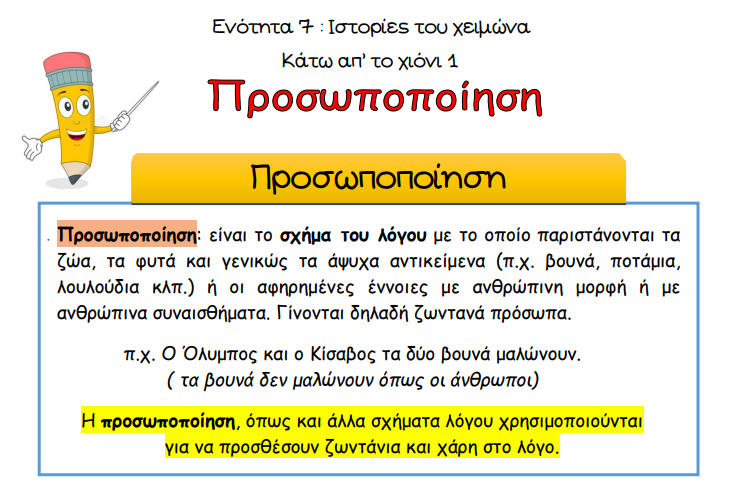 Ενότητα 7 : Ιστορίες του χειμώνα
Κάτω απ' το χιόνι 1
Προσωποποίηση
Προσωποποίηση
Προσωποποίηση: είναι το σχήμα του λόγου με το οποίο παριστάνονται τα
ζώα, τα φυτά και γενικώς τα άψυχα αντικείμενα (π.χ. βουνά, ποτάμια,
λουλούδια κλπ.) ή οι αφηρημένες έννοιες με ανθρώπινη μορφή ή με
ανθρώπινα συναισθήματα. Γίνονται δηλαδή ζωντανά πρόσωπα.
π.χ. Ο Όλυμπος και ο Κίσαβος τα δύο βουνά μαλώνουν.
( τα βουνά δεν μαλώνουν όπως οι άνθρωποι)
Η προσωποποίηση, όπως και άλλα σχήματα λόγου χρησιμοποιούνται
για να προσθέσουν ζωντάνια και χάρη στο λόγο.